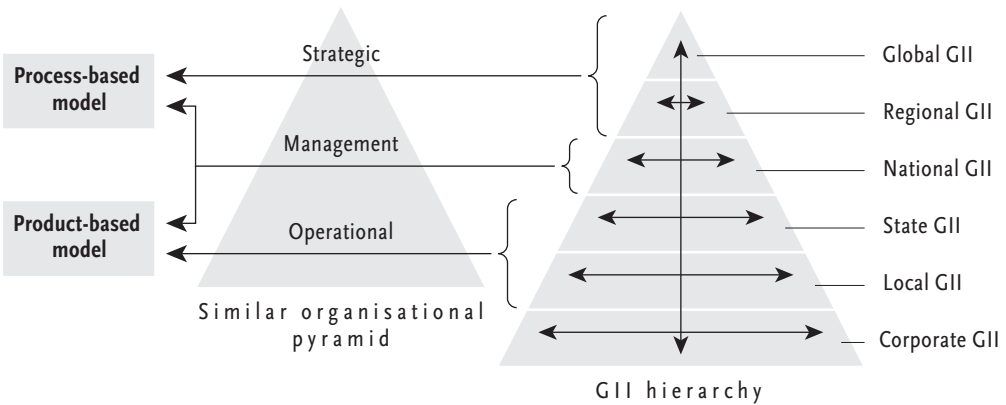 Process-based
model
Product-based
model
Strategic
Management
Operational
Similar organisational
pyramid
Global GII
Regional GII
National GII
State GII
Local GII
Corporate GII
GII hierarchy